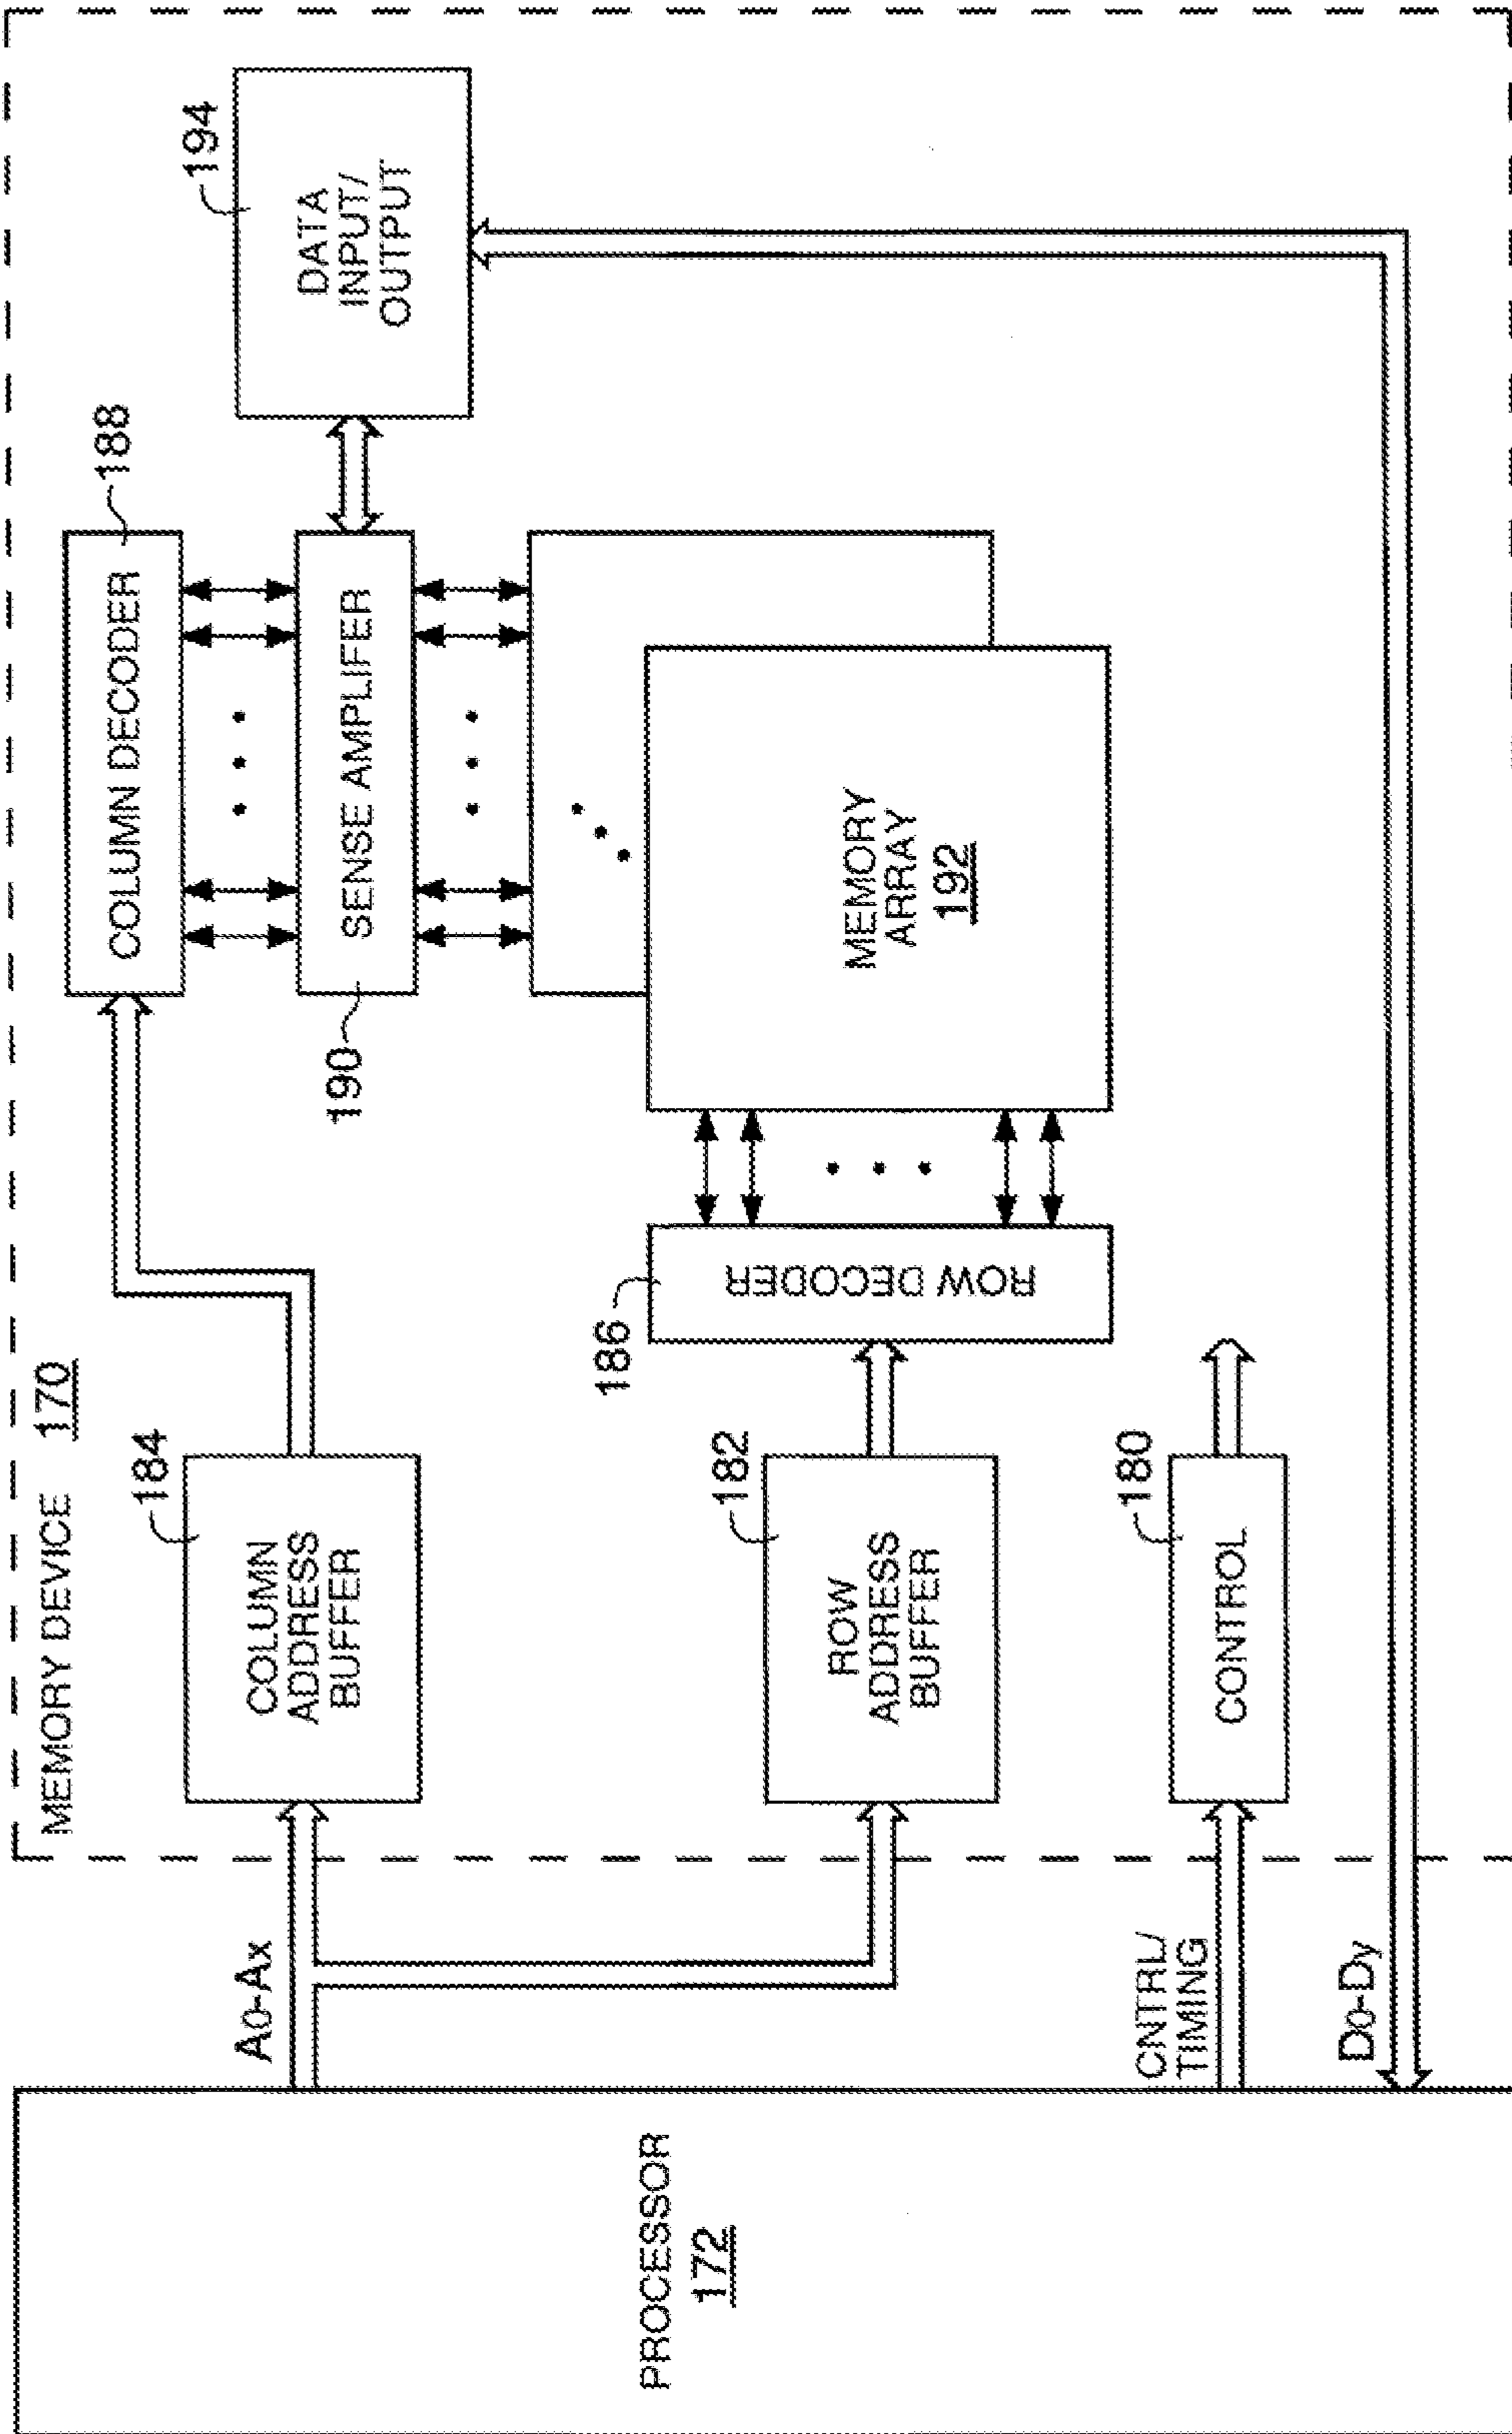 MEMORY DEVICE 170
PROCESSOR
172
A0-Ax
CNTRL/
TIMING
D0-Dy
184
COLUMN
ADDRESS
BUFFER
182
ROW
ADDRESS
BUFFER
180
CONTROL
186
ROW DECODER
188
COLUMN DECODER
190
SENSE AMPLIFER
MEMORY
ARRAY
192
194
DATA
INPUT/
OUTPUT